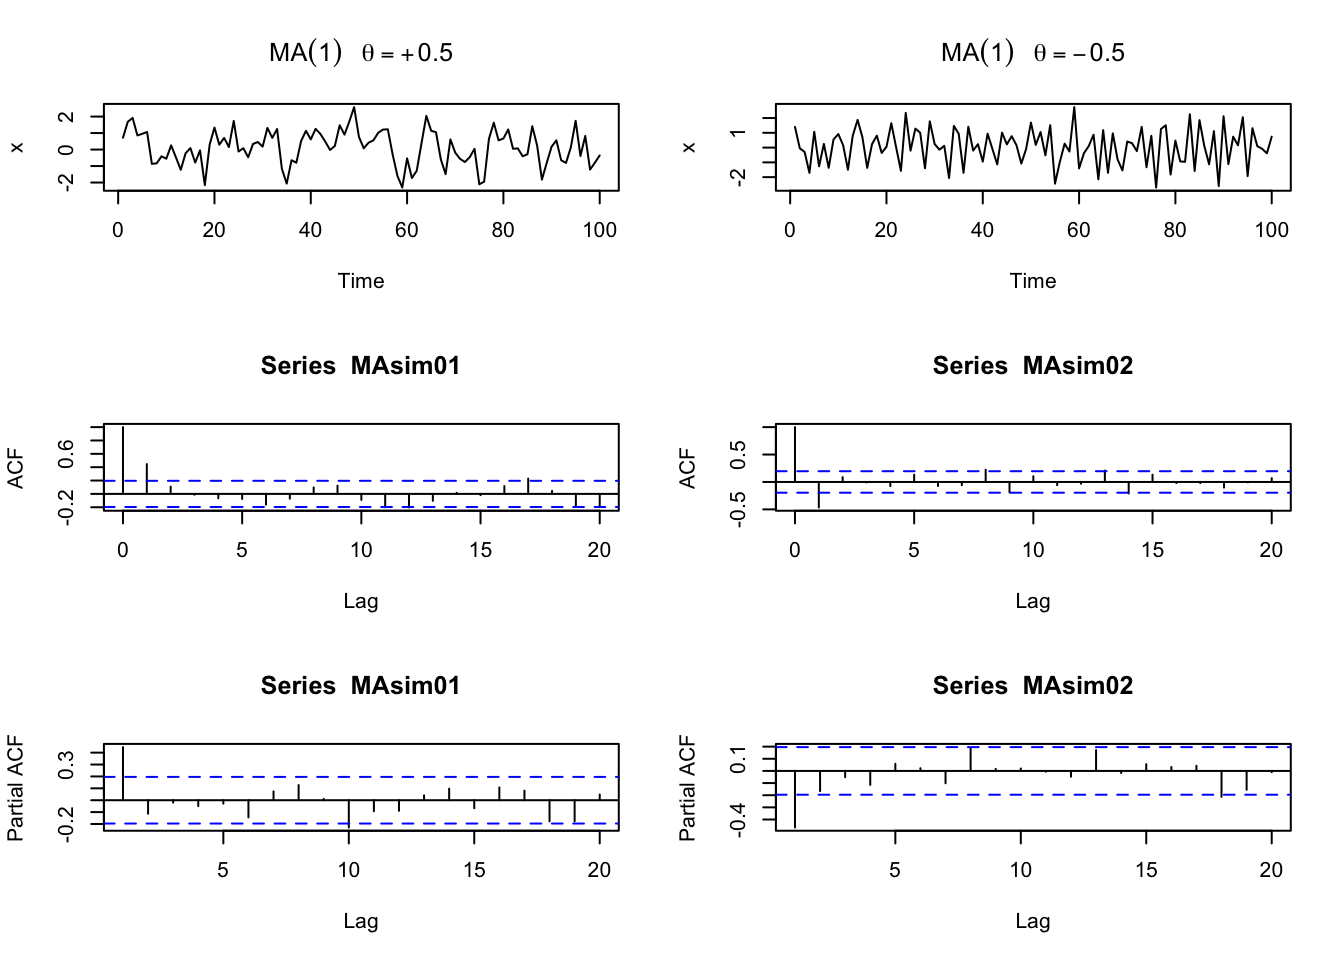 MA(1) θ = +0.5
x
2
0
-2
0 20 40 60 80 100
Time
MA(1) θ = −0.5
x
1
-2
0 20 40 60 80 100
Time
Series MAsim01
ACF
0.6
-0.2
0 5 10 15 20
Lag
Series MAsim02
ACF
0.5
-0.5
0 5 10 15 20
Lag
Series MAsim01
Partial ACF
0.3
-0.2
5 10 15 20
Lag
Series MAsim02
Partial ACF
0.1
-0.4
5 10 15 20
Lag